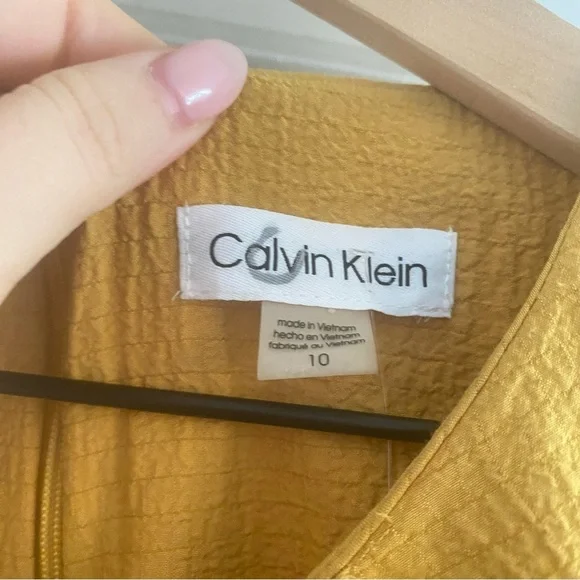 Calvin Klein
made in Vietnam
hecho en Vietnam
fabriqué au Vietnam
10